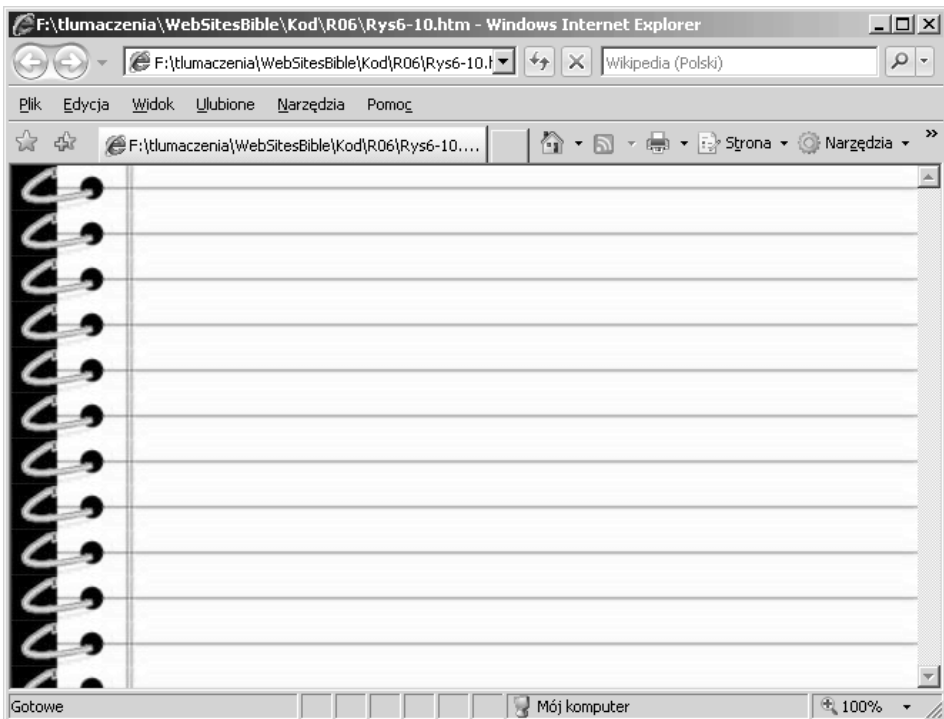 F:\tlumaczenia\WebSitesBible\Kod\R06\Rys6-10.htm - Windows Internet Explorer
F:\tlumaczenia\WebSitesBible\Kod\R06\Rys6-10.h Wikipedia (Polski)
Plik Edycja Widok Ulubione Narzędzia Pomoc
F:\tlumaczenia\WebSitesBible\Kod\R06\Rys6-10.... Strona Narzędzia »
Gotowe Mój komputer 100%